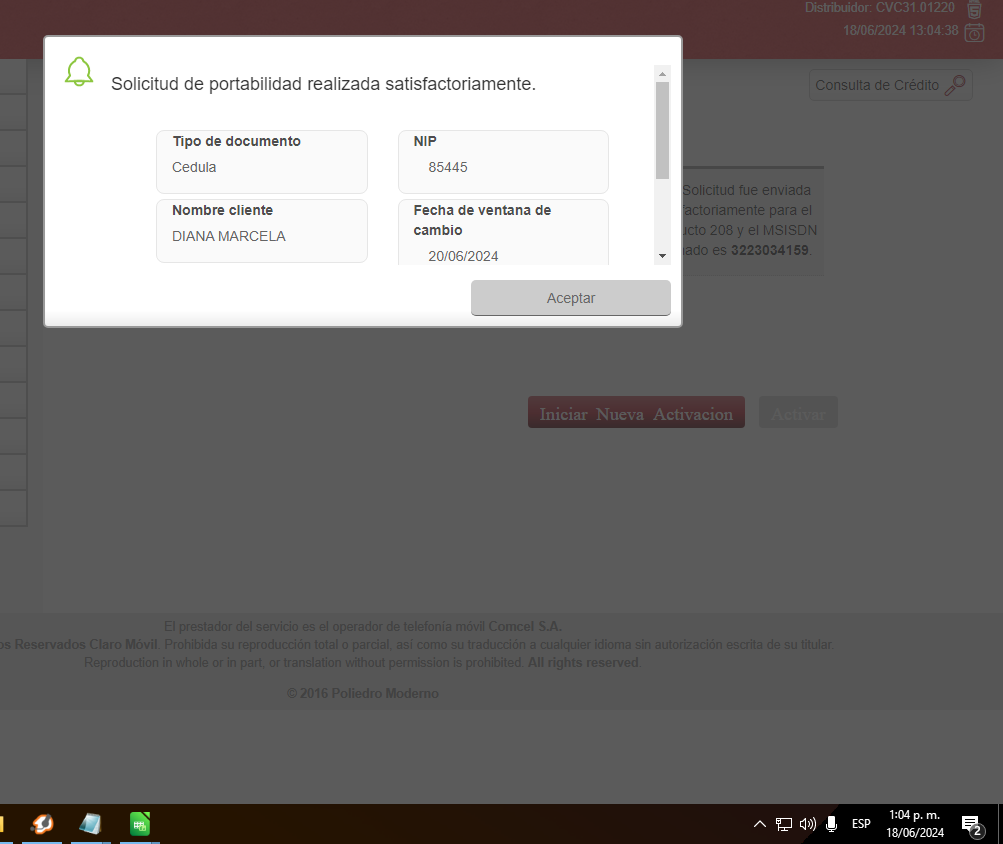 Distribuidor: CVC31.01220
18/06/2024 13:04:38
Consulta de Crédito
Solicitud de portabilidad realizada satisfactoriamente.
Tipo de documento
Cedula
NIP
85445
Nombre cliente
DIANA MARCELA
Fecha de ventana de
cambio
20/06/2024
Aceptar
Solicitud fue enviada
factoriamente para el
ucto 208 y el MSISDN
ado es 3223034159.
Iniciar Nueva Activacion
Activar
El prestador del servicio es el operador de telefonía móvil Comcel S.A.
os Reservados Claro Móvil. Prohibida su reproducción total o parcial, así como su traducción a cualquier idioma sin autorización escrita de su titular.
Reproduction in whole or in part, or translation without permission is prohibited. All rights reserved.
© 2016 Poliedro Moderno
ESP
1:04 p. m.
18/06/2024
2